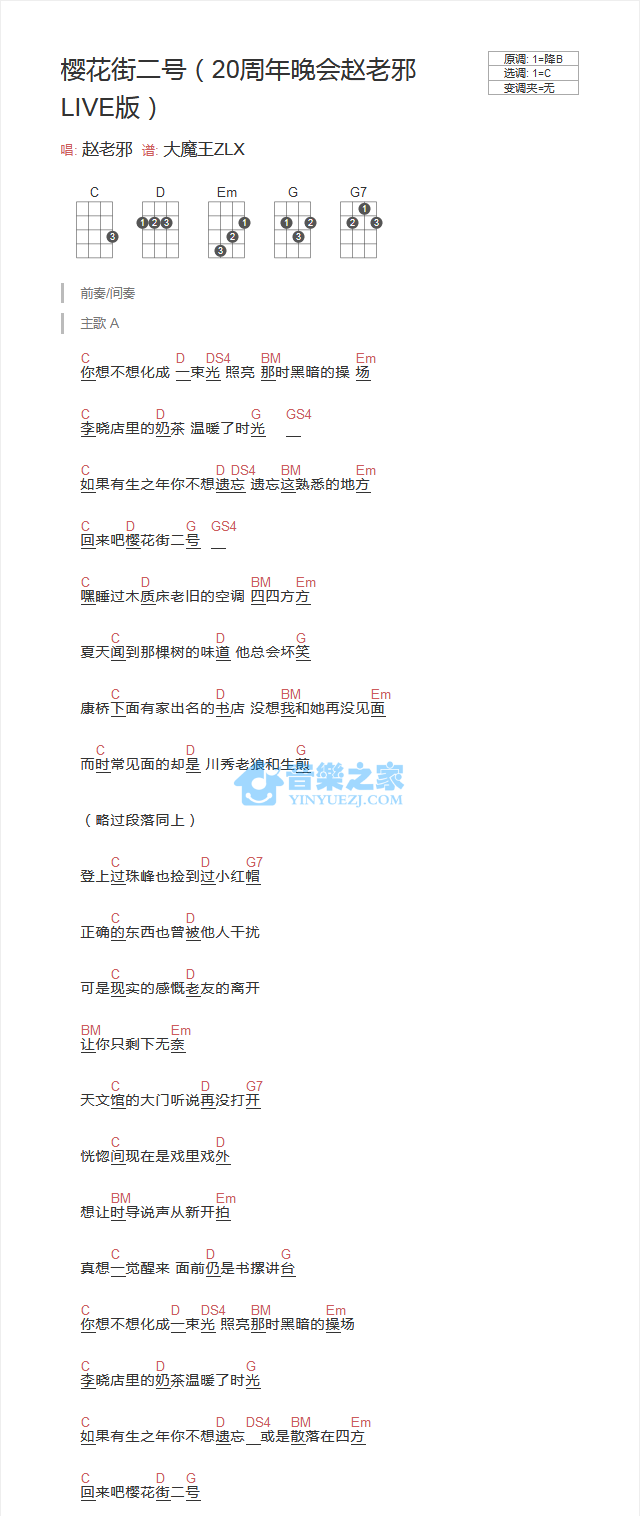 樱花街二号（20周年晚会赵老邪
LIVE版）
原调: 1=降B
选调: 1=C
变调夹=无
唱: 赵老邪 谱: 大魔王ZLX
C D Em G G7
3 1 2 3 1 2 3 1 2 3 1 2 3
前奏/间奏
主歌 A
C D DS4 BM Em
你想不想化成 一束光 照亮 那时黑暗的操 场
C D G GS4
李晓店里的奶茶 温暖了时光
C D DS4 BM Em
如果有生之年你不想遗忘 遗忘这熟悉的地方
C D G GS4
回来吧樱花街二号
C D BM Em
嘿睡过木质床老旧的空调 四四方方
C D G
夏天闻到那棵树的味道 他总会坏笑
C D BM Em
康桥下面有家出名的书店 没想我和她再没见面
C D G
而时常见面的却是 川秀老狼和生煎
音樂之家
YINYUEZJ.COM
（略过段落同上）
C D G7
登上过珠峰也捡到过小红帽
C D
正确的东西也曾被他人干扰
C D
可是现实的感慨老友的离开
BM Em
让你只剩下无奈
C D G7
天文馆的大门听说再没打开
C D
恍惚间现在是戏里戏外
BM Em
想让时导说声从新开拍
C D G
真想一觉醒来 面前仍是书摞讲台
C D DS4 BM Em
你想不想化成一束光 照亮那时黑暗的操场
C D G
李晓店里的奶茶温暖了时光
C D DS4 BM Em
如果有生之年你不想遗忘 或是散落在四方
C D G
回来吧樱花街二号